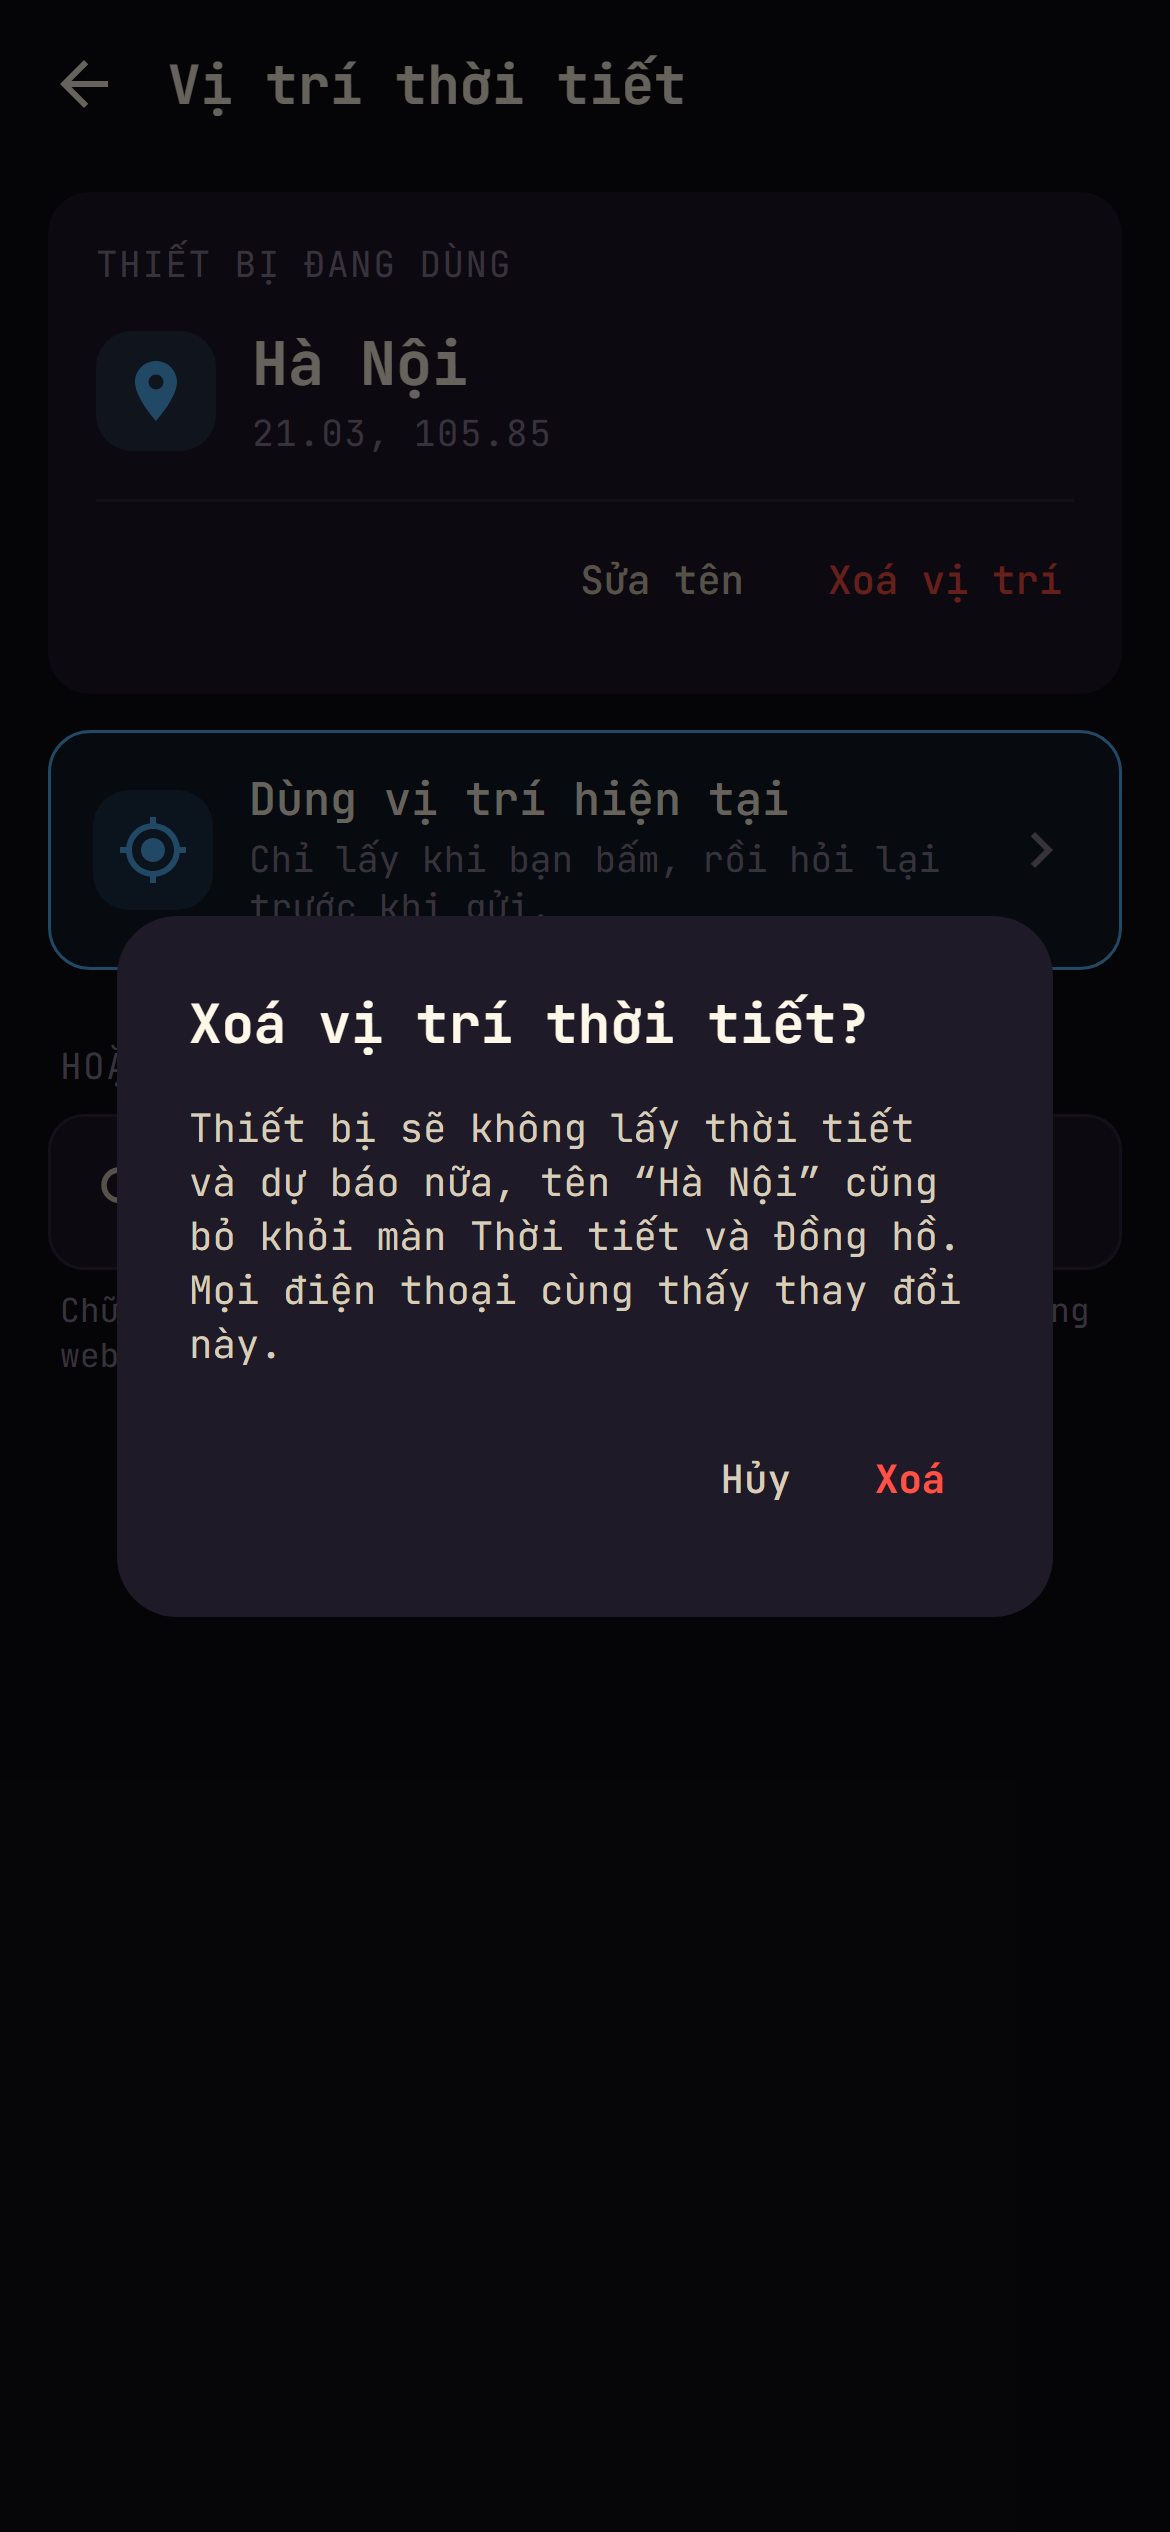 Vị trí thời tiết
THIẾT BỊ ĐANG DÙNG
Hà Nội
21.03, 105.85
Sửa tên
Xoá vị trí
Dùng vị trí hiện tại
Chỉ lấy khi bạn bấm, rồi hỏi lại
trước khi gửi.
Xoá vị trí thời tiết?
Thiết bị sẽ không lấy thời tiết
và dự báo nữa, tên “Hà Nội” cũng
bỏ khỏi màn Thời tiết và Đồng hồ.
Mọi điện thoại cùng thấy thay đổi
này.
Hủy
Xoá